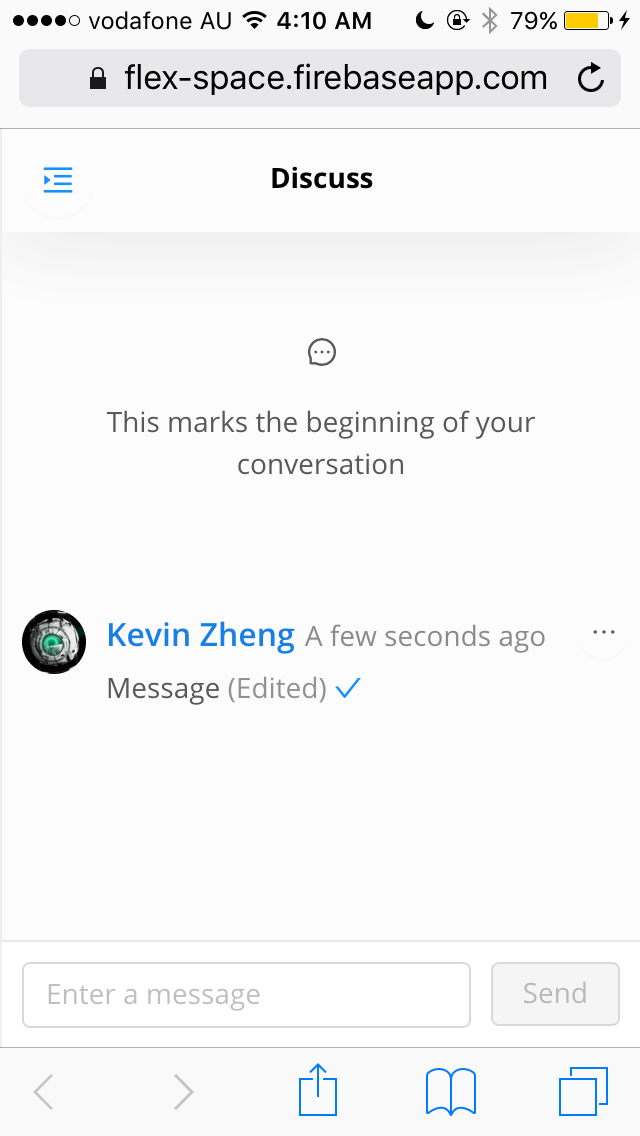 vodafone AU 4:10 AM 79%
flex-space.firebaseapp.com
Discuss
This marks the beginning of your
conversation
Kevin Zheng A few seconds ago
Message (Edited)
Enter a message Send